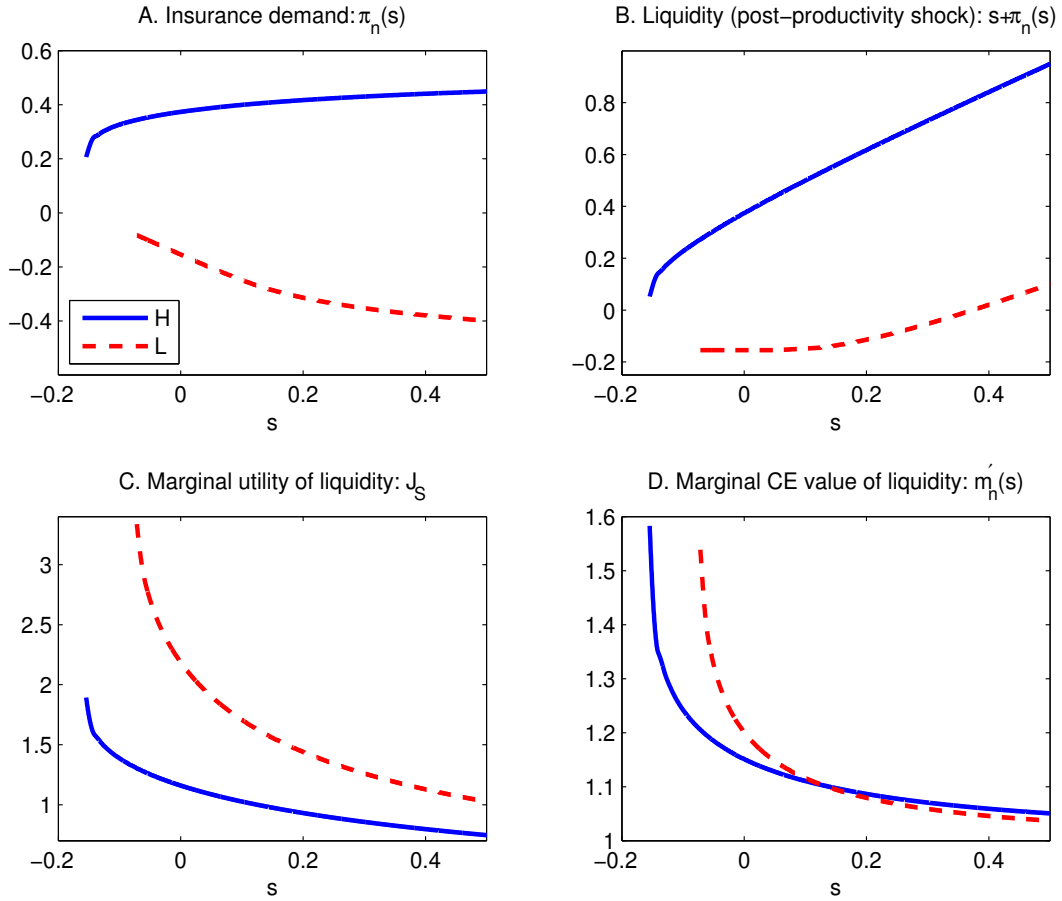 A. Insurance demand: πn(s)
0.6
0.4
0.2
0
−0.2
−0.4
−0.2 0 0.2 0.4
s
H
L
B. Liquidity (post−productivity shock): s+πn(s)
0.8
0.6
0.4
0.2
0
−0.2
−0.2 0 0.2 0.4
s
C. Marginal utility of liquidity: JS
3
2.5
2
1.5
1
−0.2 0 0.2 0.4
s
D. Marginal CE value of liquidity: m′n(s)
1.6
1.5
1.4
1.3
1.2
1.1
1
−0.2 0 0.2 0.4
s